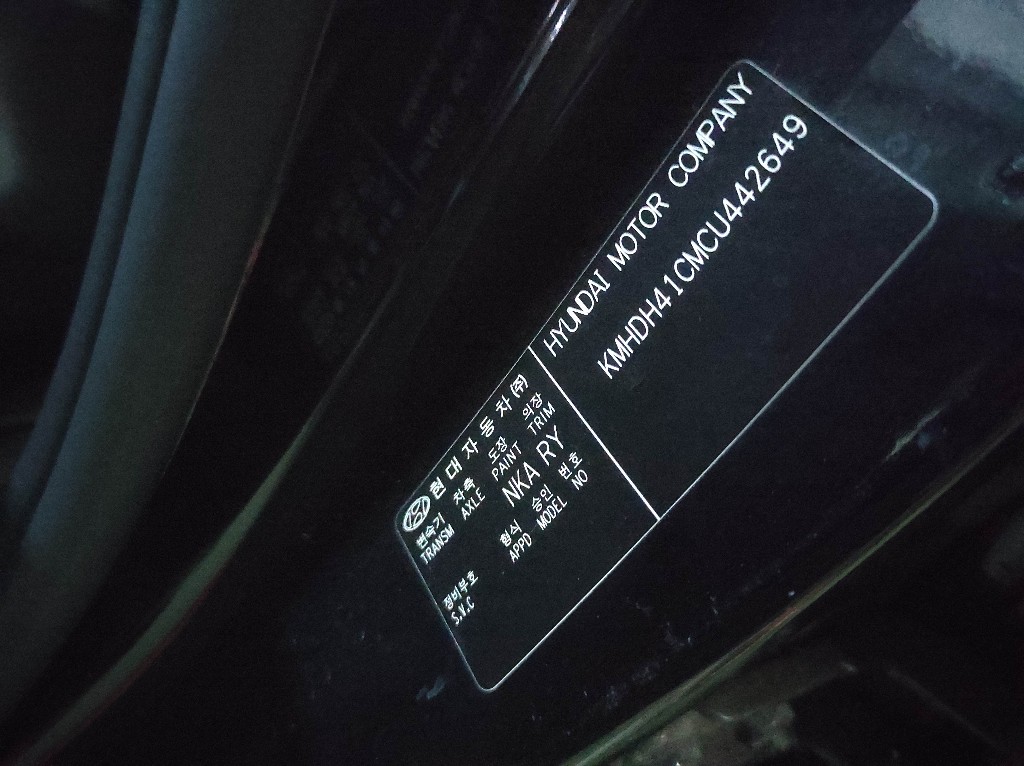 현대자동차(주)
변속기 차축 도장 의장
TRANSM AXLE PAINT TRIM
NKA RY
형식 승인 번호
APPD MODEL NO
정비부호
S.V.C
HYUNDAI MOTOR COMPANY
KMHDH41CMCU442649